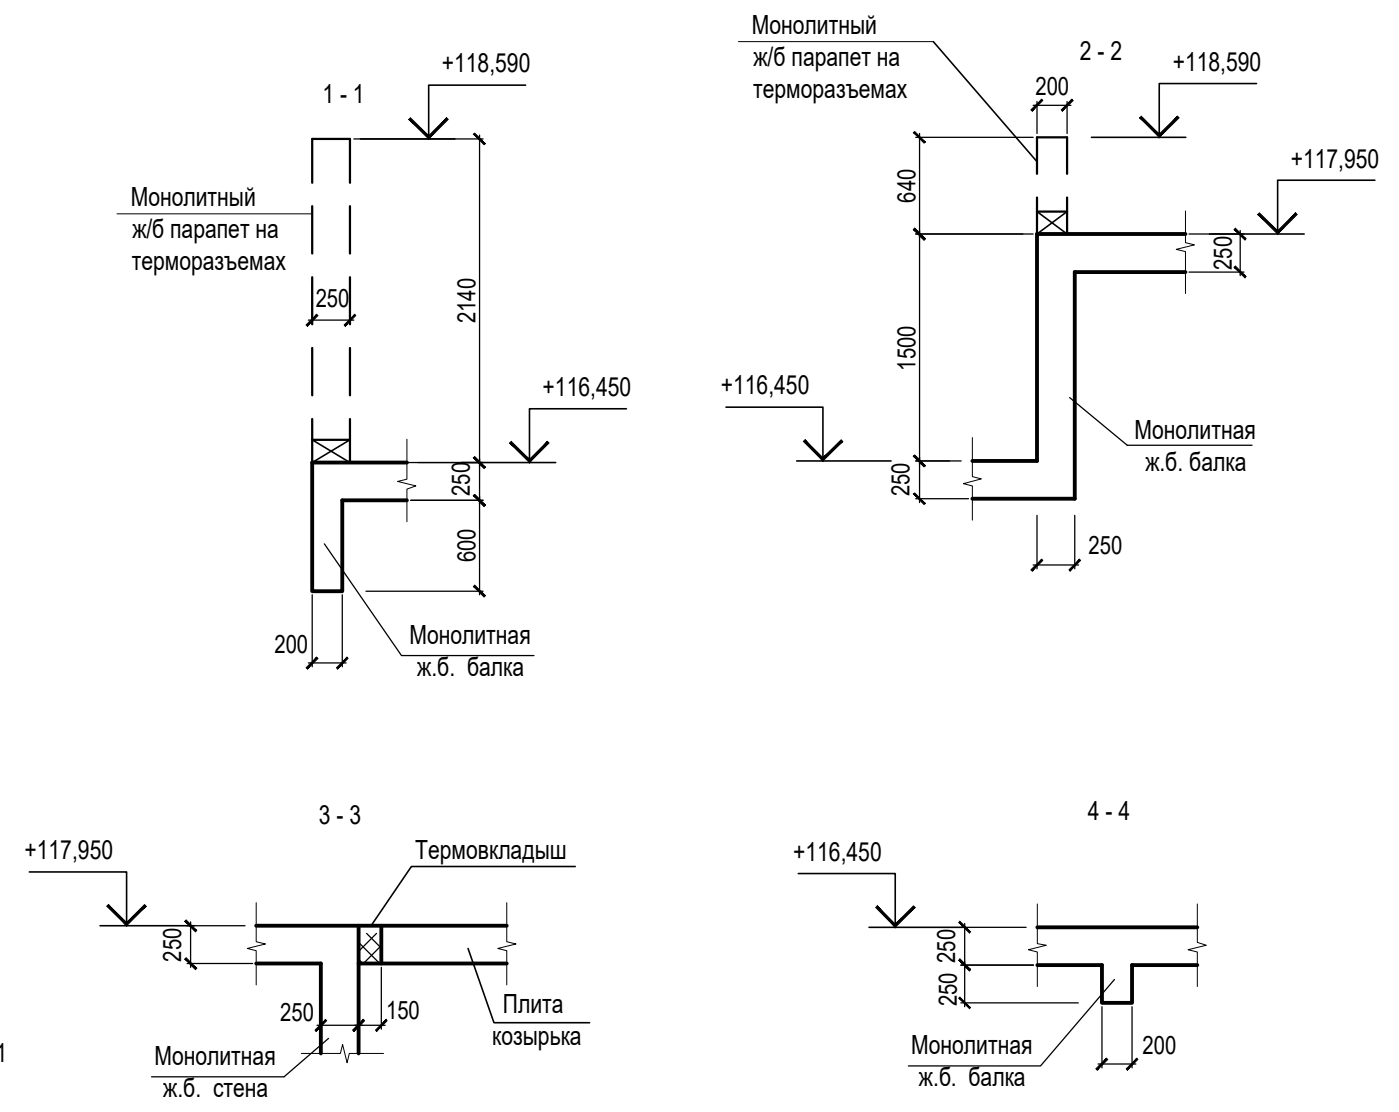 1 - 1
+118,590
Монолитный
ж/б парапет на
терморазъемах
250
2140
+116,450
250
600
200
Монолитная
ж.б. балка
Монолитный
ж/б парапет на
терморазъемах
2 - 2
200
+118,590
+117,950
640
250
1500
+116,450
Монолитная
ж.б. балка
250
250
3 - 3
+117,950
Термовкладыш
250
250
150
Плита
козырька
Монолитная
ж.б. стена
4 - 4
+116,450
250
250
200
Монолитная
ж.б. балка